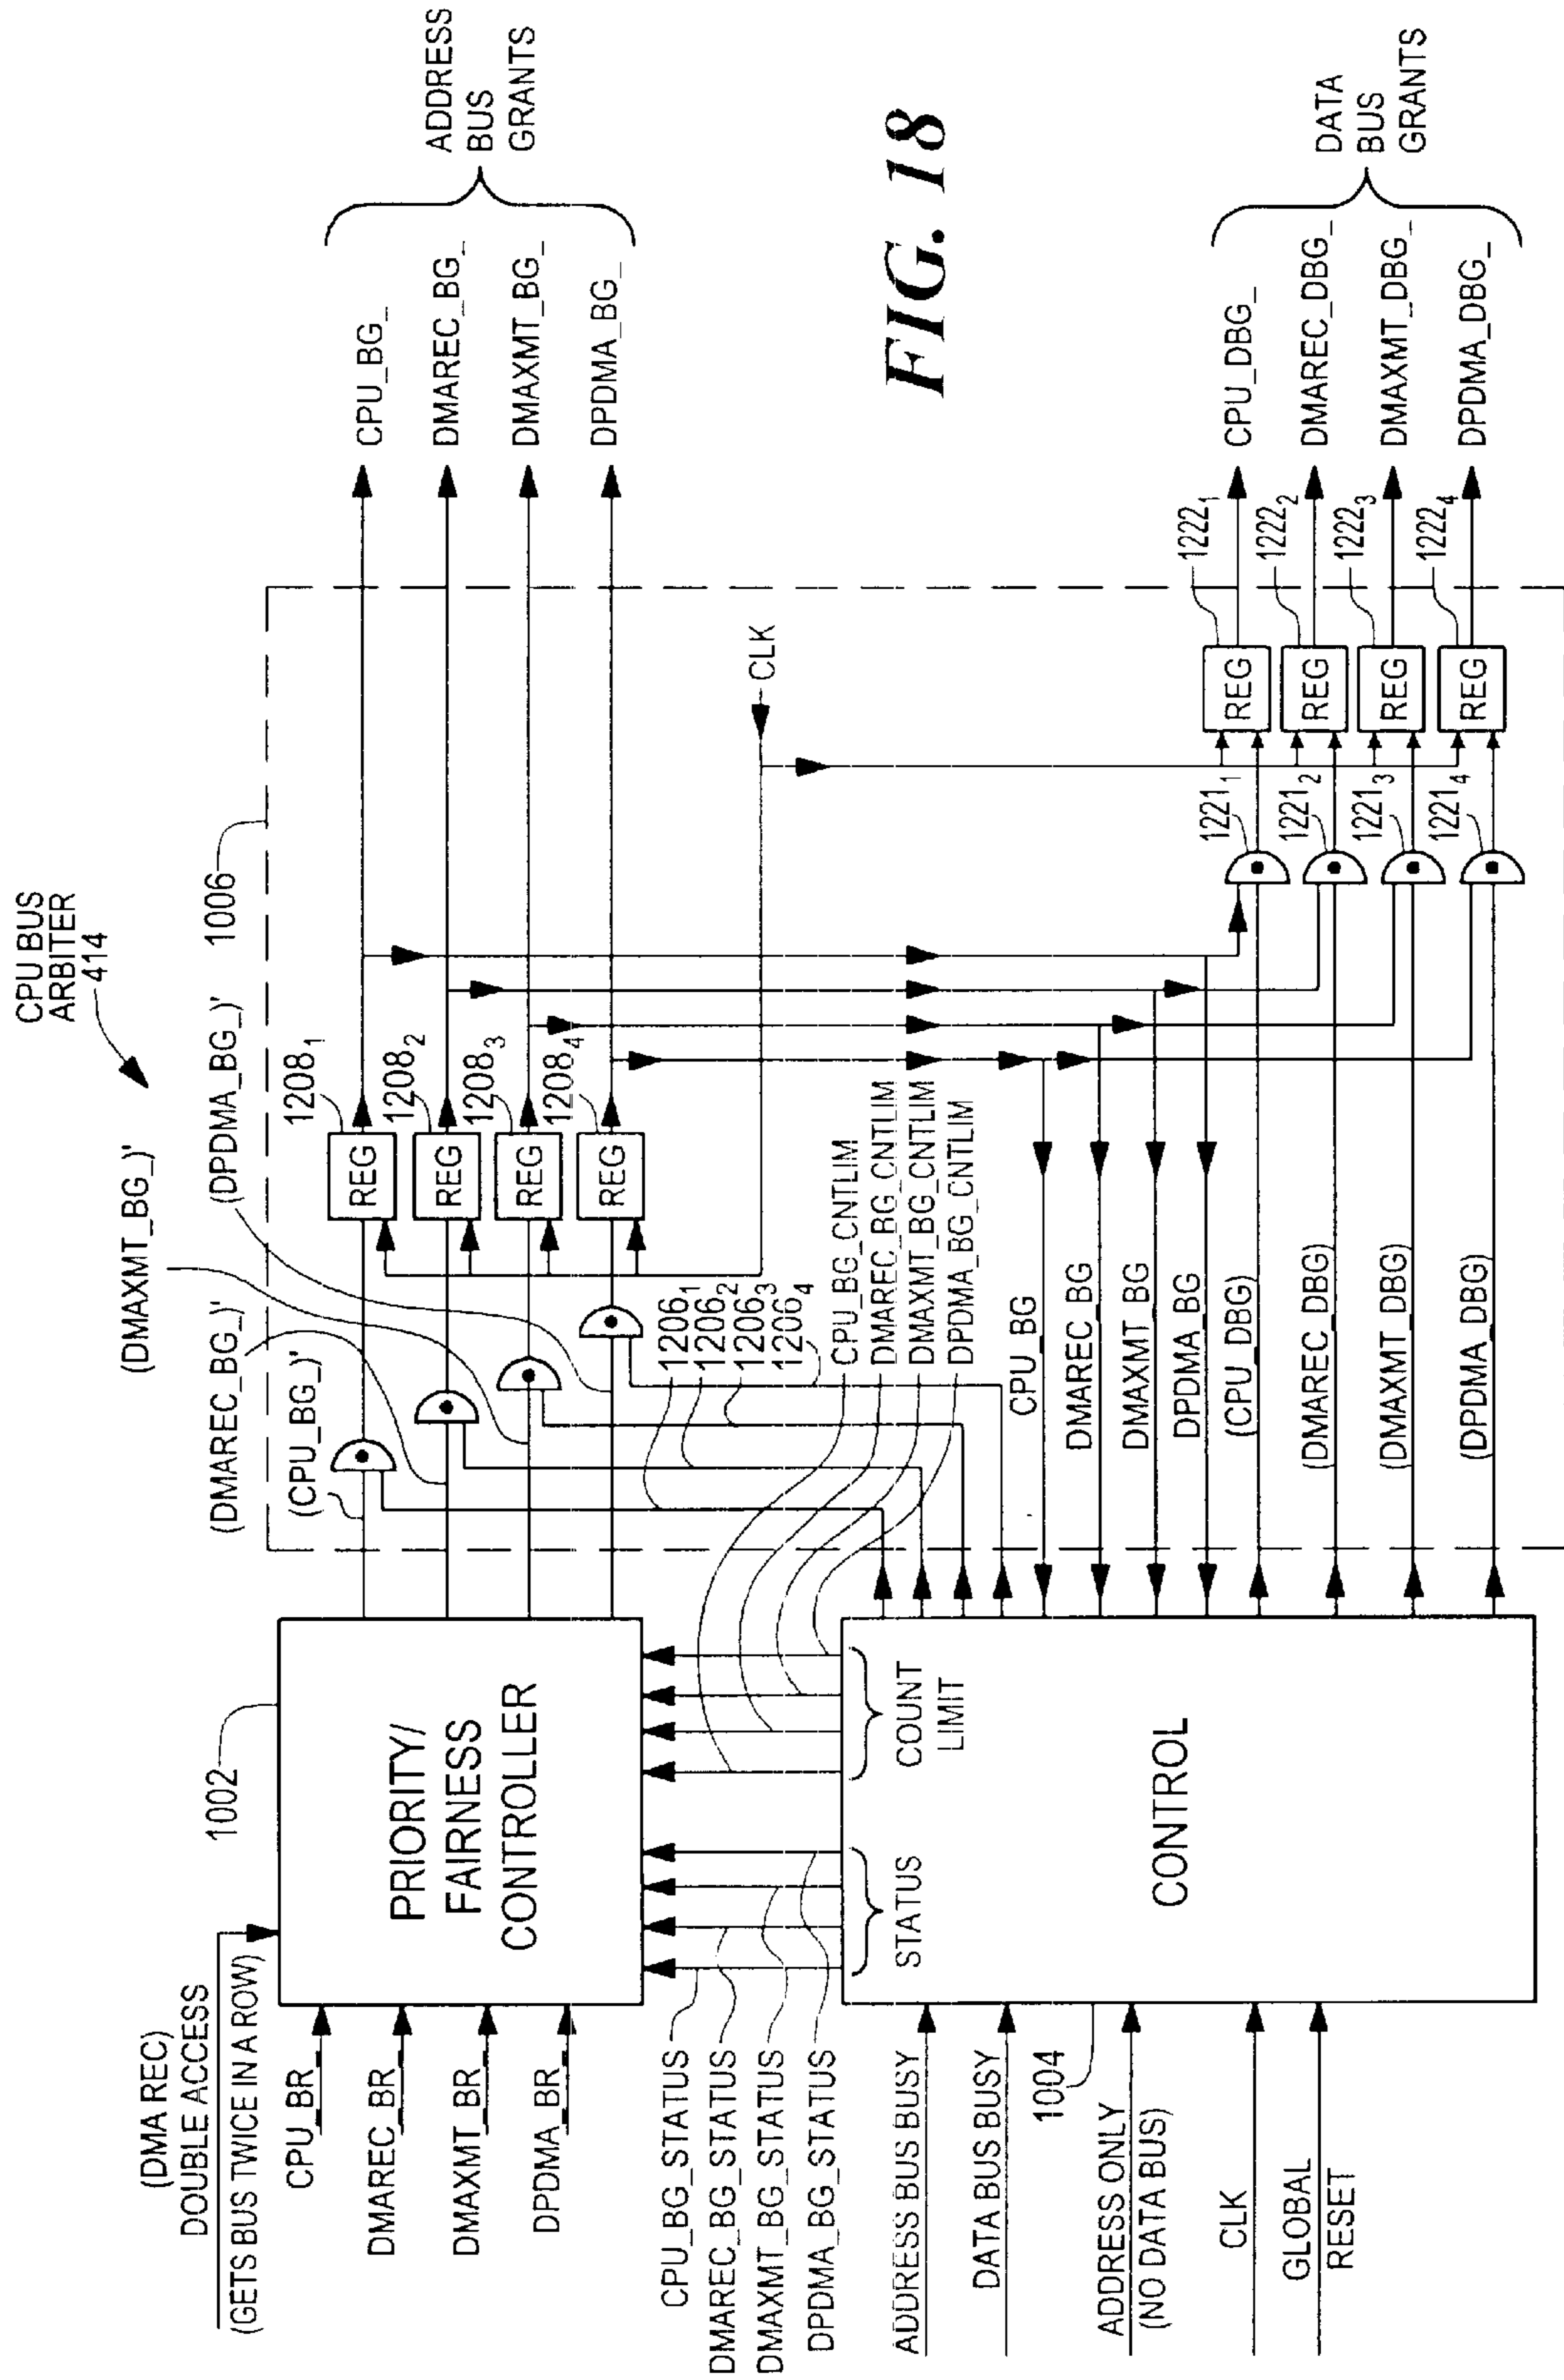 CPU BUS
ARBITER
414
(DMA REC)
DOUBLE ACCESS
(GETS BUS TWICE IN A ROW)
CPU_BR_
DMAREC_BR_
DMAXMT_BR_
DPDMA_BR_
1002
PRIORITY/
FAIRNESS
CONTROLLER
(DMAREC_BG_)'
(CPU_BG_)'
(DMAXMT_BG_)'
(DPDMA_BG_)'
1006
1208₁
1208₂
1208₃
1208₄
REG
REG
REG
REG
CPU_BG_
DMAREC_BG_
DMAXMT_BG_
DPDMA_BG_
ADDRESS
BUS
GRANTS
1206₁
1206₂
1206₃
1206₄
CPU_BG_CNTLIM
DMAREC_BG_CNTLIM
DMAXMT_BG_CNTLIM
DPDMA_BG_CNTLIM
CLK
CPU_BG_STATUS
DMAREC_BG_STATUS
DMAXMT_BG_STATUS
DPDMA_BG_STATUS
STATUS
COUNT
LIMIT
ADDRESS BUS BUSY
DATA BUS BUSY
1004
ADDRESS ONLY
(NO DATA BUS)
CLK
GLOBAL
RESET
CONTROL
CPU_BG
DMAREC_BG
DMAXMT_BG
DPDMA_BG
(CPU_DBG)
(DMAREC_DBG)
(DMAXMT_DBG)
(DPDMA_DBG)
1221₁
1221₂
1221₃
1221₄
REG
REG
REG
REG
1222₁
1222₂
1222₃
1222₄
CPU_DBG_
DMAREC_DBG_
DMAXMT_DBG_
DPDMA_DBG_
DATA
BUS
GRANTS
FIG. 18